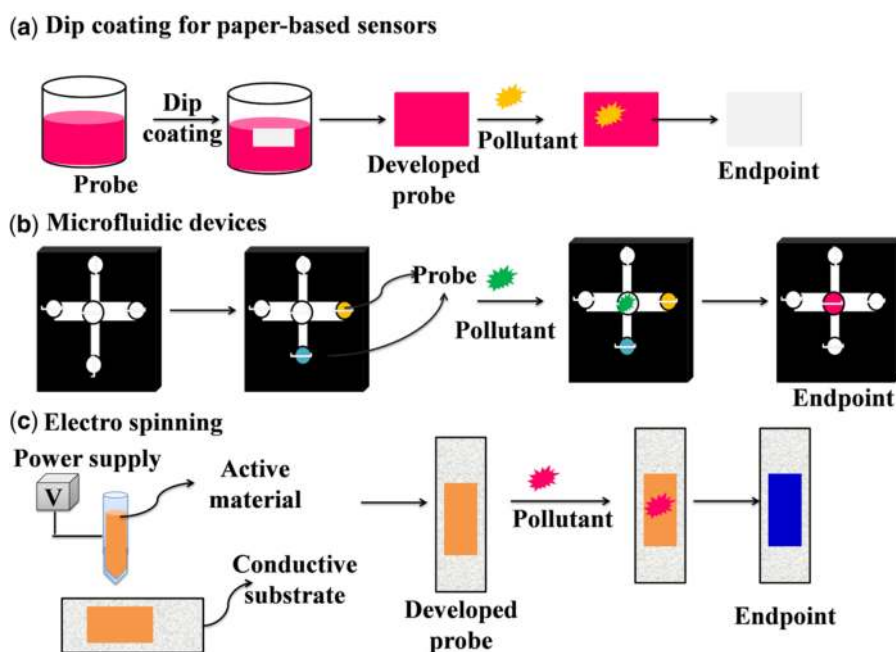 (a) Dip coating for paper-based sensors
Dip
coating
Probe
Developed
probe
Pollutant
Endpoint
(b) Microfluidic devices
Probe
Pollutant
Endpoint
(c) Electro spinning
Power supply
V
Active
material
Conductive
substrate
Developed
probe
Pollutant
Endpoint